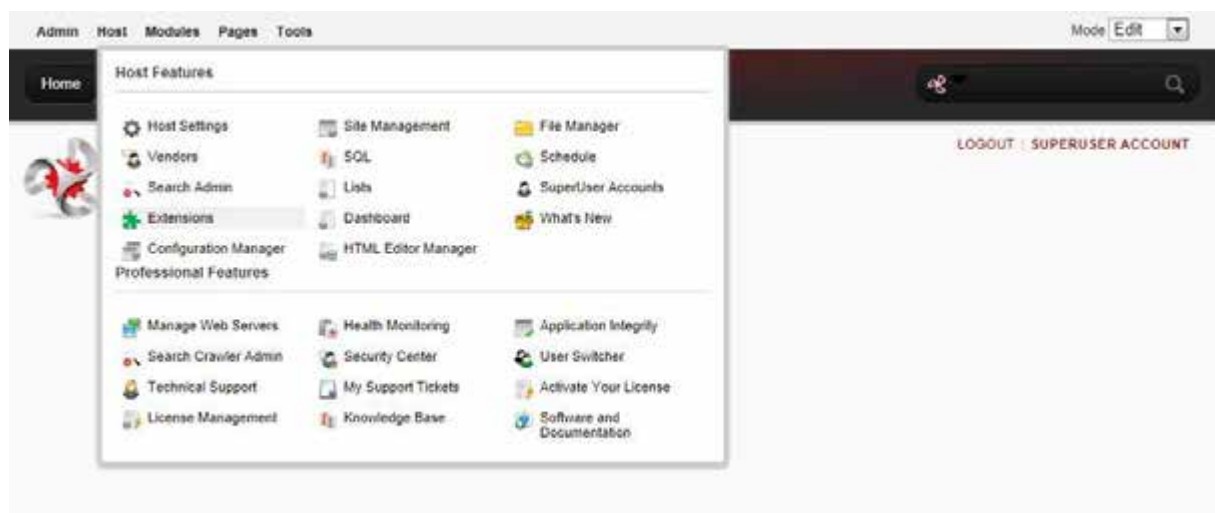 Admin Host Modules Pages Tools Mode Edit
Home
Host Features
Host Settings Site Management File Manager
Vendors SQL Schedule
LOGOUT SUPERUSER ACCOUNT
Search Admin Lists SuperUser Accounts
Extensions Dashboard What's New
Configuration Manager HTML Editor Manager
Professional Features
Manage Web Servers Health Monitoring Application Integrity
Search Crawler Admin Security Center User Switcher
Technical Support My Support Tickets Activate Your License
License Management Knowledge Base Software and
Documentation